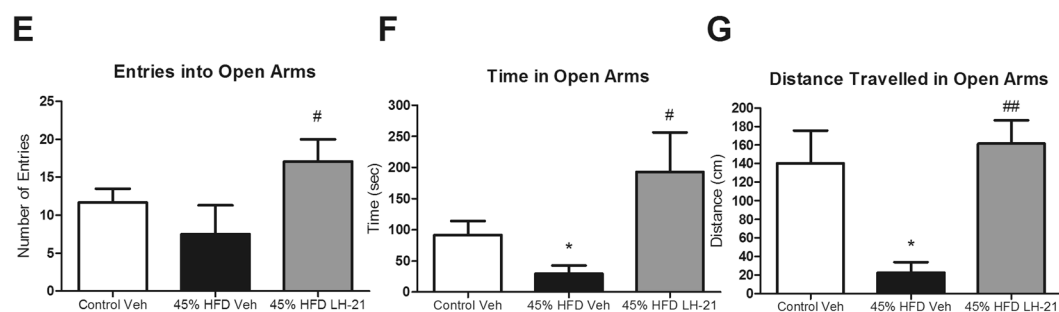 E
Entries into Open Arms
Number of Entries
25
20
15
10
5
0
#
Control Veh
45% HFD Veh
45% HFD LH-21
F
Time in Open Arms
Time (sec)
300
250
200
150
100
50
0
*
#
Control Veh
45% HFD Veh
45% HFD LH-21
G
Distance Travelled in Open Arms
Distance (cm)
200
180
160
140
120
100
80
60
40
20
0
*
##
Control Veh
45% HFD Veh
45% HFD LH-21